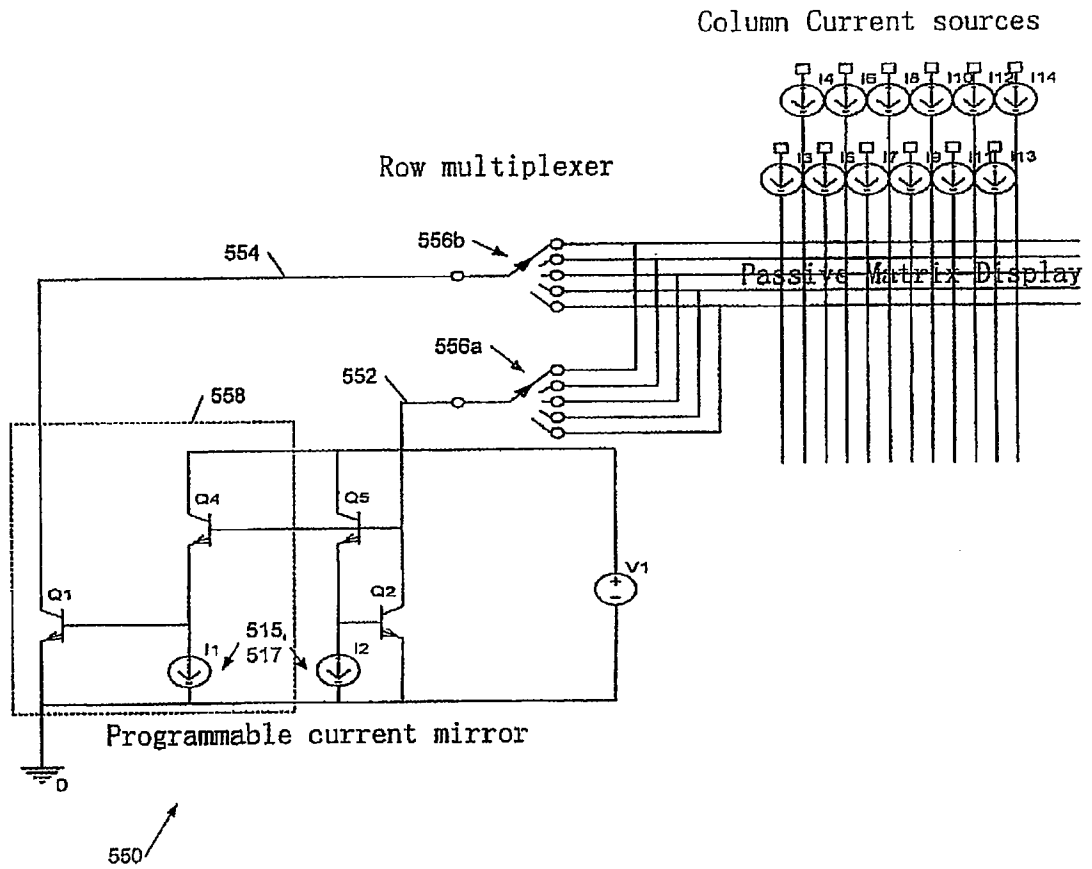 Column Current sources
I4 I6 I8 I10 I12 I14
Row multiplexer
I3 I5 I7 I9 I11 I13
554
556b
Passive Matrix Display
556a
552
558
Q4
Q5
V1
Q1
Q2
515,
517
I1
I2
Programmable current mirror
D
550